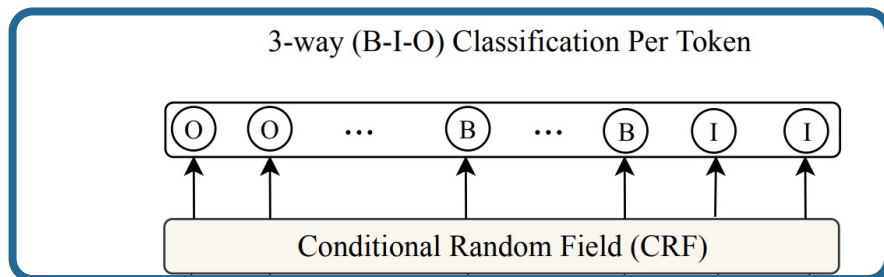 3-way (B-I-O) Classification Per Token
O O ... B ... B I I
Conditional Random Field (CRF)